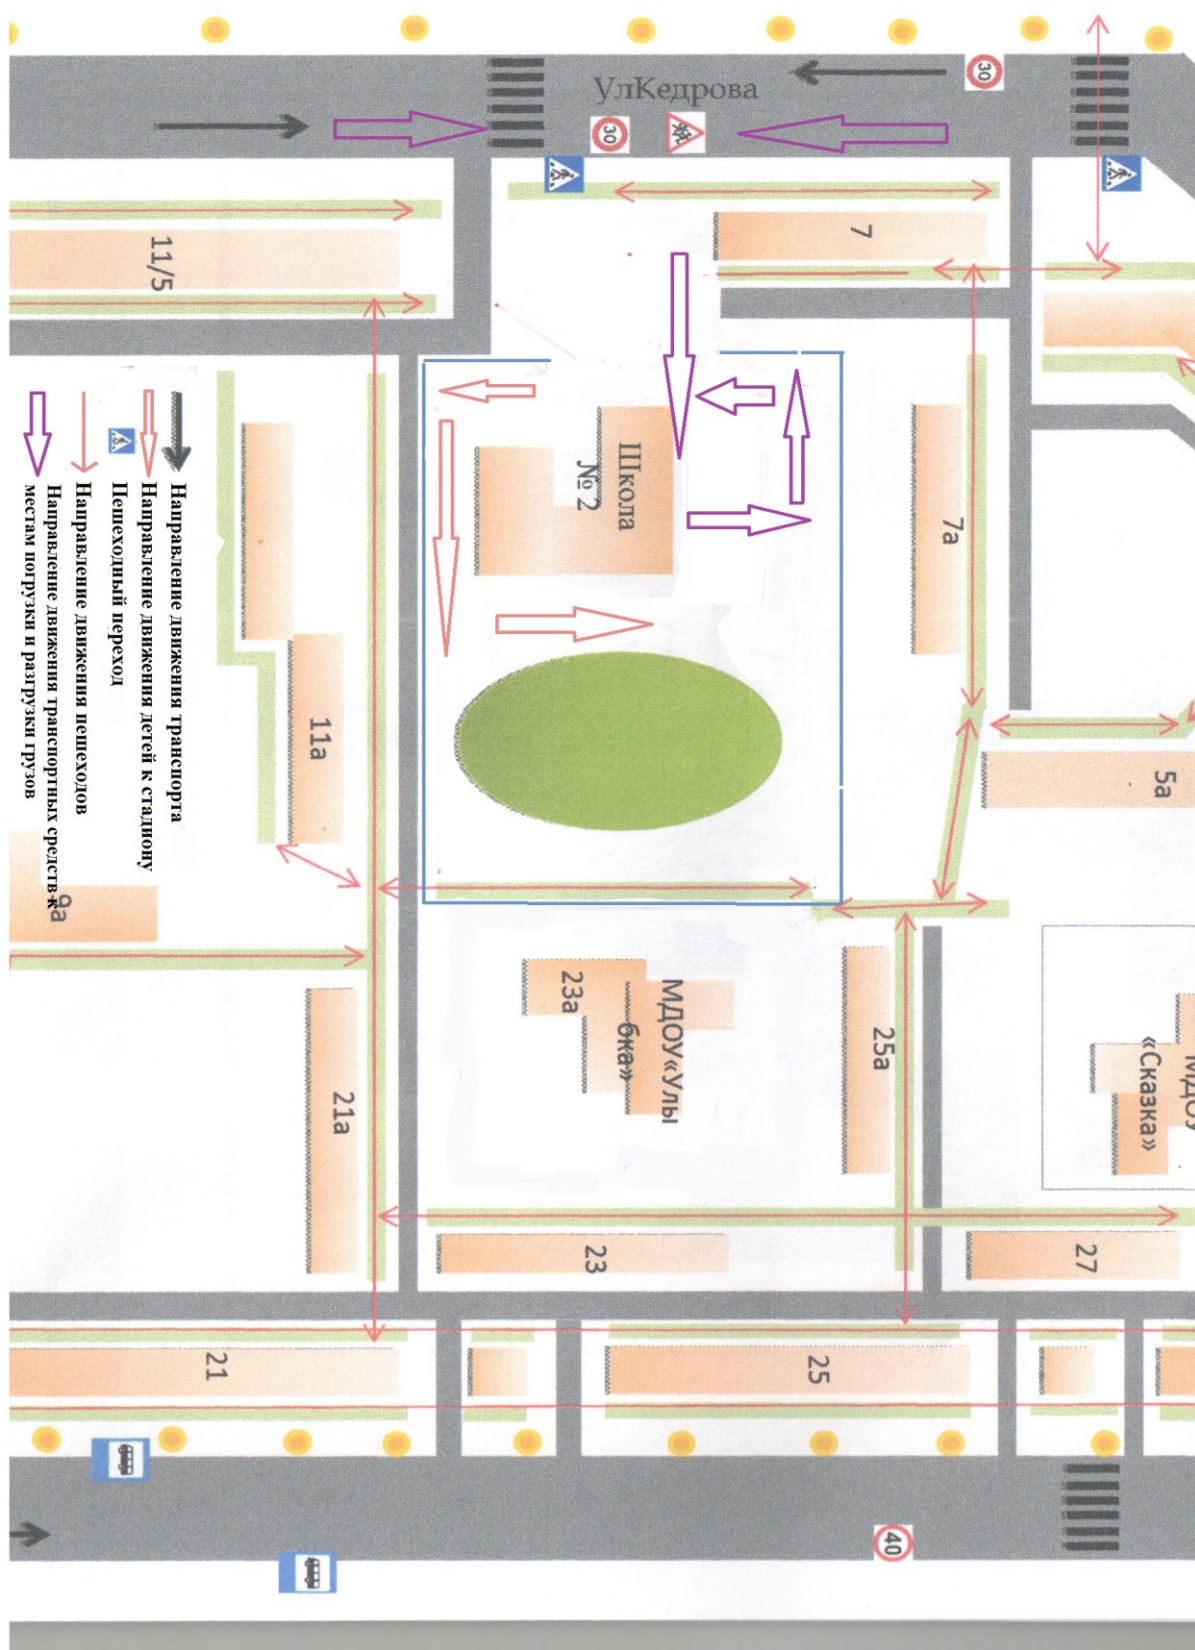 УлКедрова
30
30
7
11/5
Школа
№ 2
7а
5а
11а
9а
Направление движения транспорта
Направление движения детей к стадиону
Пешеходный переход
Направление движения пешеходов
Направление движения транспортных средств к
местам погрузки и разгрузки грузов
МДОУ«Улы
бка»
23а
25а
МДОУ
«Сказка»
21а
23
27
21
25
40